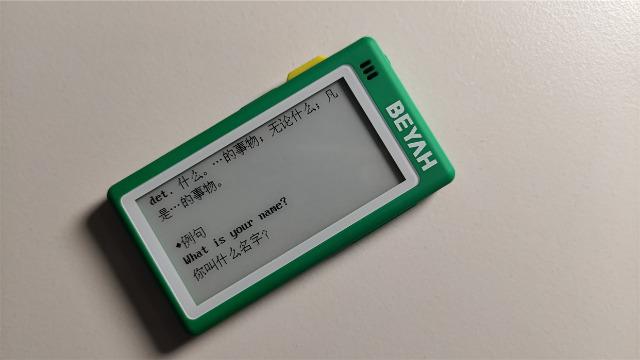 det. 什么。…的事物；无论什么；凡
是…的事物。
◆例句
What is your name?
你叫什么名字?
BEYAH